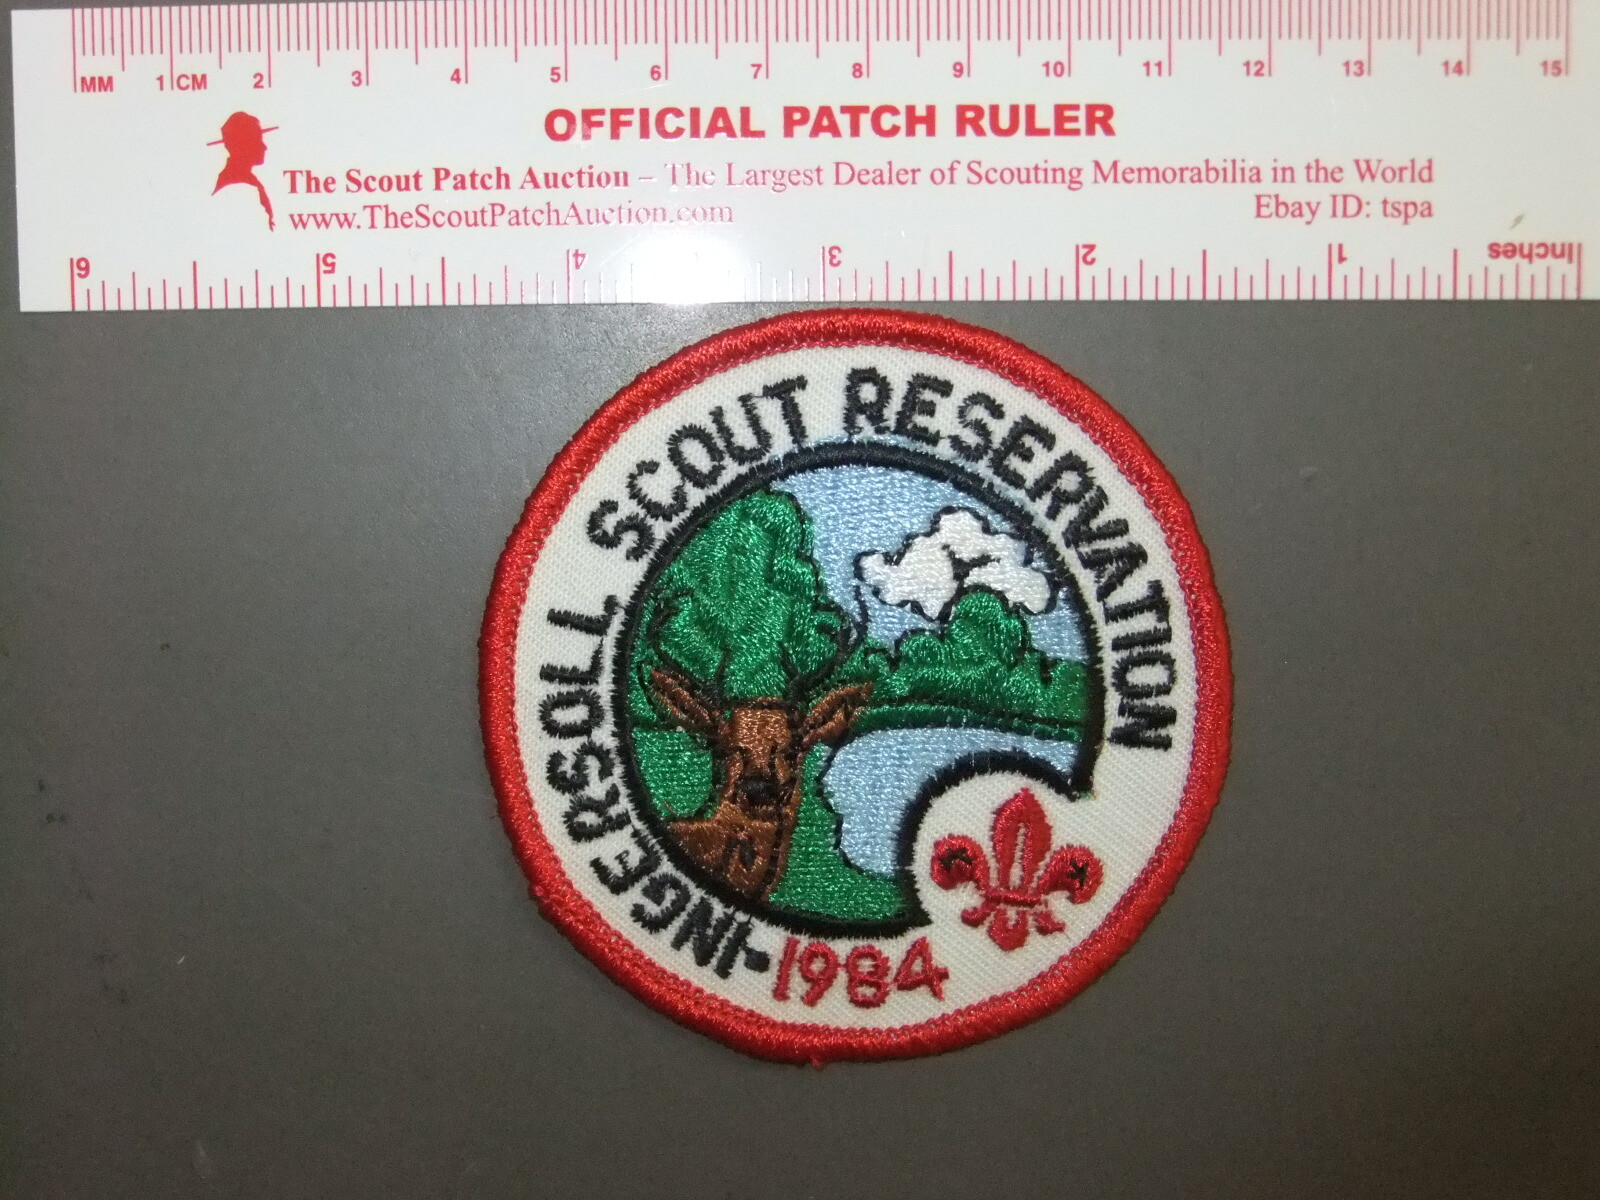 MM 1 CM 2 3 4 5 6 7 8 9 10 11 12 13 14 15
OFFICIAL PATCH RULER
The Scout Patch Auction – The Largest Dealer of Scouting Memorabilia in the World
www.TheScoutPatchAuction.com
Ebay ID: tspa
6 5 4 3 2 1 Inches
INGERSOLL SCOUT RESERVATION
-1984